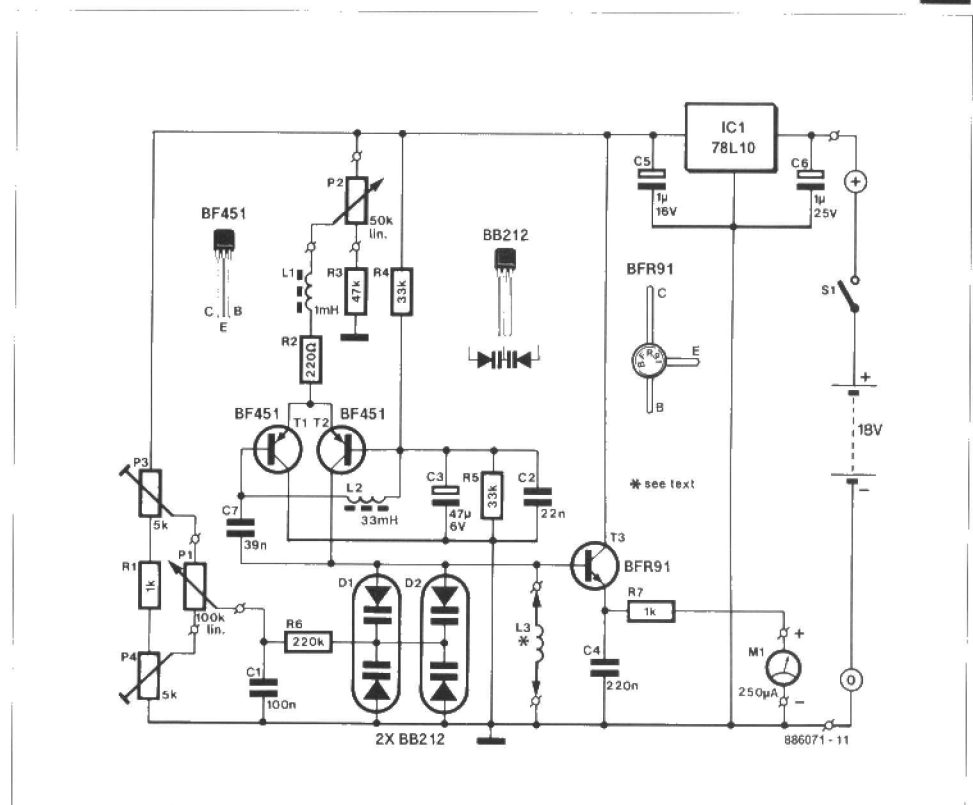 IC1
78L10
C5
1µ
16V
C6
1µ
25V
+
P2
50k
lin.
BF451
C
E
B
BB212
BFR91
C
E
B
BFR91
S1
L1
1mH
R3
47k
R4
33k
R2
220Ω
BF451
T1
T2
BF451
+
18V
−
P3
5k
L2
33mH
C3
47µ
6V
R5
33k
C2
22n
* see text
C7
39n
R1
1k
P1
100k
lin.
T3
BFR91
D1
D2
R6
220k
L3
*
R7
1k
P4
5k
C1
100n
C4
220n
+
M1
250µA
−
0
2X BB212
886071 - 11